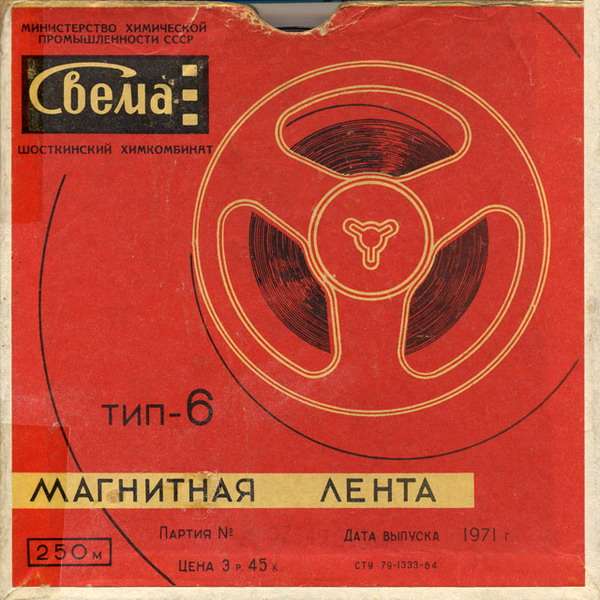 МИНИСТЕРСТВО ХИМИЧЕСКОЙ
ПРОМЫШЛЕННОСТИ СССР
Свема
ШОСТКИНСКИЙ ХИМКОМБИНАТ
ТИП-6
МАГНИТНАЯ ЛЕНТА
ПАРТИЯ №
ДАТА ВЫПУСКА 1971 г.
250 м
ЦЕНА 3 р. 45 к.
СТУ 79-1333-64